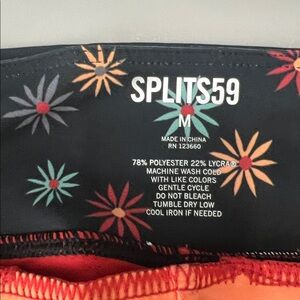 SPLITS59
M
MADE IN CHINA
RN 123660
78% POLYESTER 22% LYCRA®
MACHINE WASH COLD
WITH LIKE COLORS
GENTLE CYCLE
DO NOT BLEACH
TUMBLE DRY LOW
COOL IRON IF NEEDED